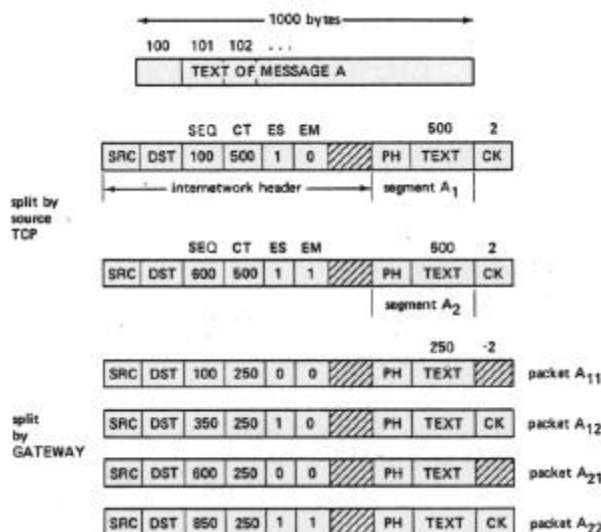 1000 bytes
100 101 102 ...
TEXT OF MESSAGE A
SEQ CT ES EM 500 2
SRC DST 100 500 1 0 PH TEXT CK
internetwork header segment A1
split by
source
TCP
SEQ CT ES EM 500 2
SRC DST 600 500 1 1 PH TEXT CK
segment A2
250 -2
SRC DST 100 250 0 0 PH TEXT packet A11
split
by
GATEWAY
SRC DST 350 250 1 0 PH TEXT CK packet A12
SRC DST 600 250 0 0 PH TEXT packet A21
SRC DST 850 250 1 1 PH TEXT CK packet A22